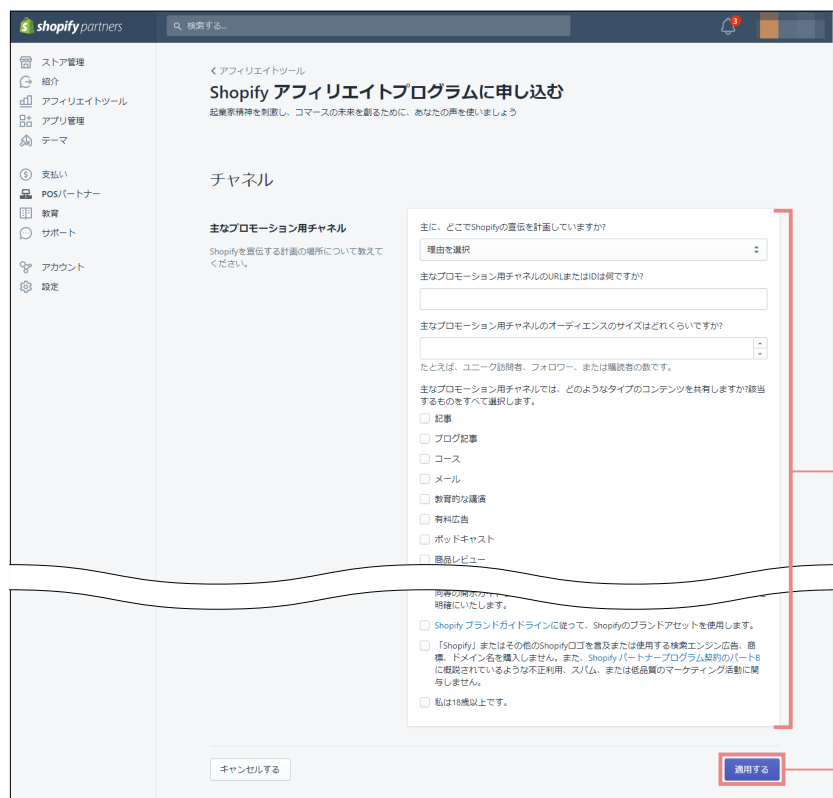 shopify partners
検索する...
3
ストア管理
紹介
アフィリエイトツール
アプリ管理
テーマ
支払い
POSパートナー
教育
サポート
アカウント
設定
アフィリエイトツール
Shopify アフィリエイトプログラムに申し込む
起業家精神を刺激し、コマースの未来を創るために、あなたの声を使いましょう
チャネル
主なプロモーション用チャネル
Shopifyを宣伝する計画の場所について教えて
ください。
主に、どこでShopifyの宣伝を計画していますか?
理由を選択
主なプロモーション用チャネルのURLまたはIDは何ですか?
主なプロモーション用チャネルのオーディエンスのサイズはどれくらいですか?
たとえば、ユニーク訪問者、フォロワー、または購読者の数です。
主なプロモーション用チャネルでは、どのようなタイプのコンテンツを共有しますか?該当
するものをすべて選択します。
記事
ブログ記事
コース
メール
教育的な講演
有料広告
ポッドキャスト
商品レビュー
明確にいたします。
Shopify ブランドガイドラインに従って、Shopifyのブランドアセットを使用します。
「Shopify」またはその他のShopifyロゴを言及または使用する検索エンジン広告、商
標、ドメイン名を購入しません。また、Shopify パートナープログラム契約のパートB
に概説されているような不正利用、スパム、または低品質のマーケティング活動に関
与しません。
私は18歳以上です。
キャンセルする
適用する